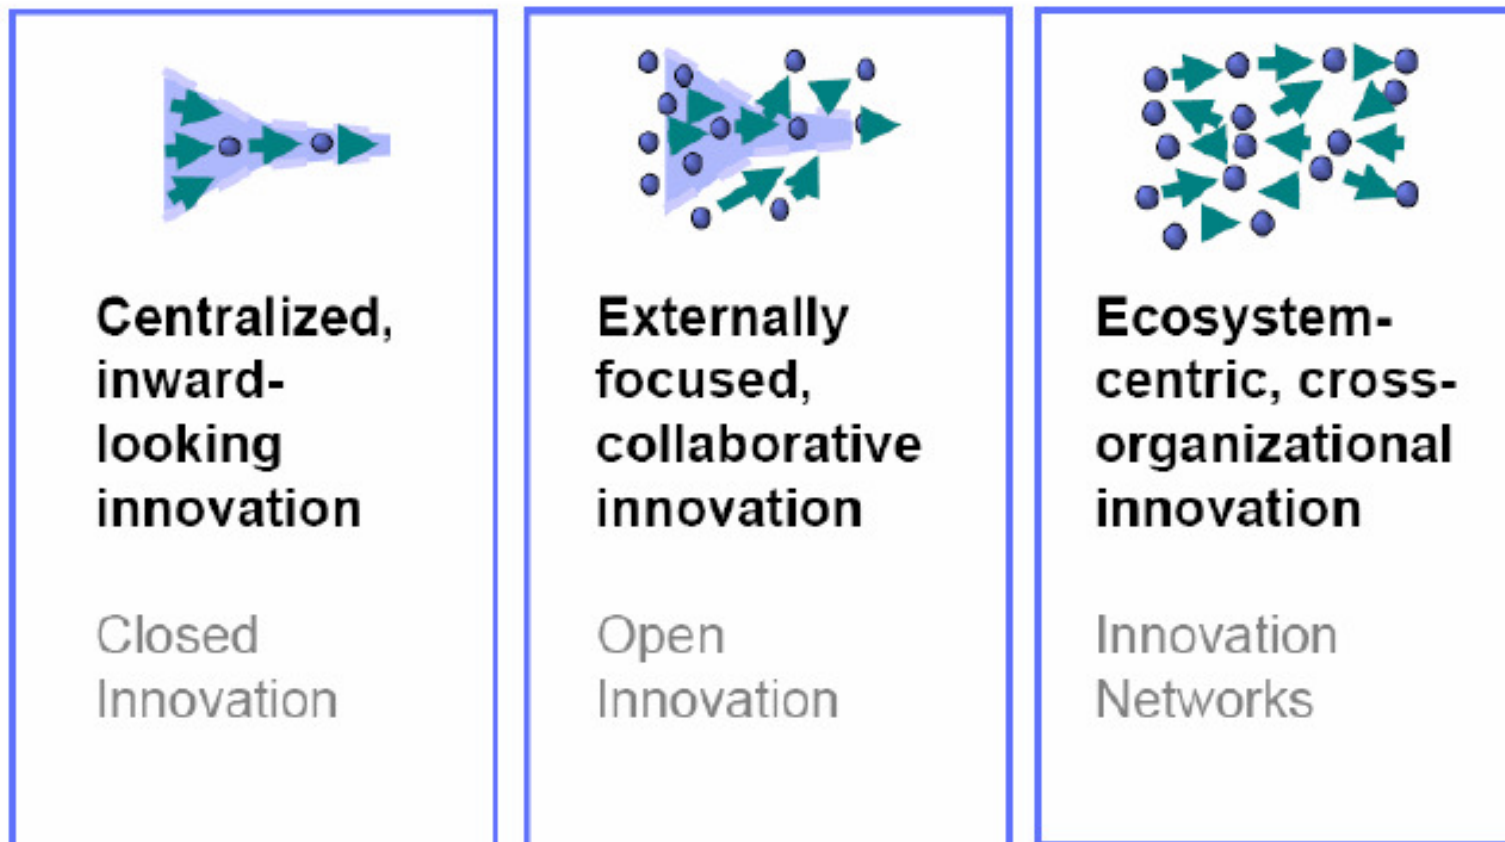 Centralized,
inward-
looking
innovation
Closed
Innovation
Externally
focused,
collaborative
innovation
Open
Innovation
Ecosystem-
centric, cross-
organizational
innovation
Innovation
Networks